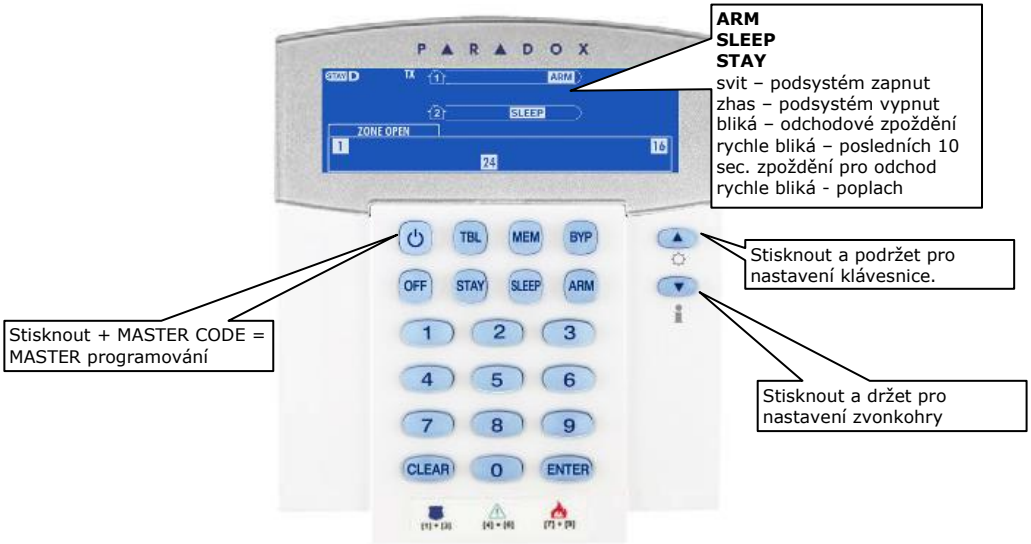 ARM
SLEEP
STAY
svit – podsystém zapnut
zhas – podsystém vypnut
bliká – odchodové zpoždění
rychle bliká – posledních 10
sec. zpoždění pro odchod
rychle bliká - poplach
PARADOX
STAY D TX 1 ARM
2 SLEEP
ZONE OPEN
1 16
24
TBL MEM BYP
OFF STAY SLEEP ARM
Stisknout a podržet pro
nastavení klávesnice.
Stisknout + MASTER CODE =
MASTER programování
1 2 3
4 5 6
Stisknout a držet pro
nastavení zvonkohry
7 8 9
CLEAR 0 ENTER
[1] + [3] [4] + [6] [7] + [9]